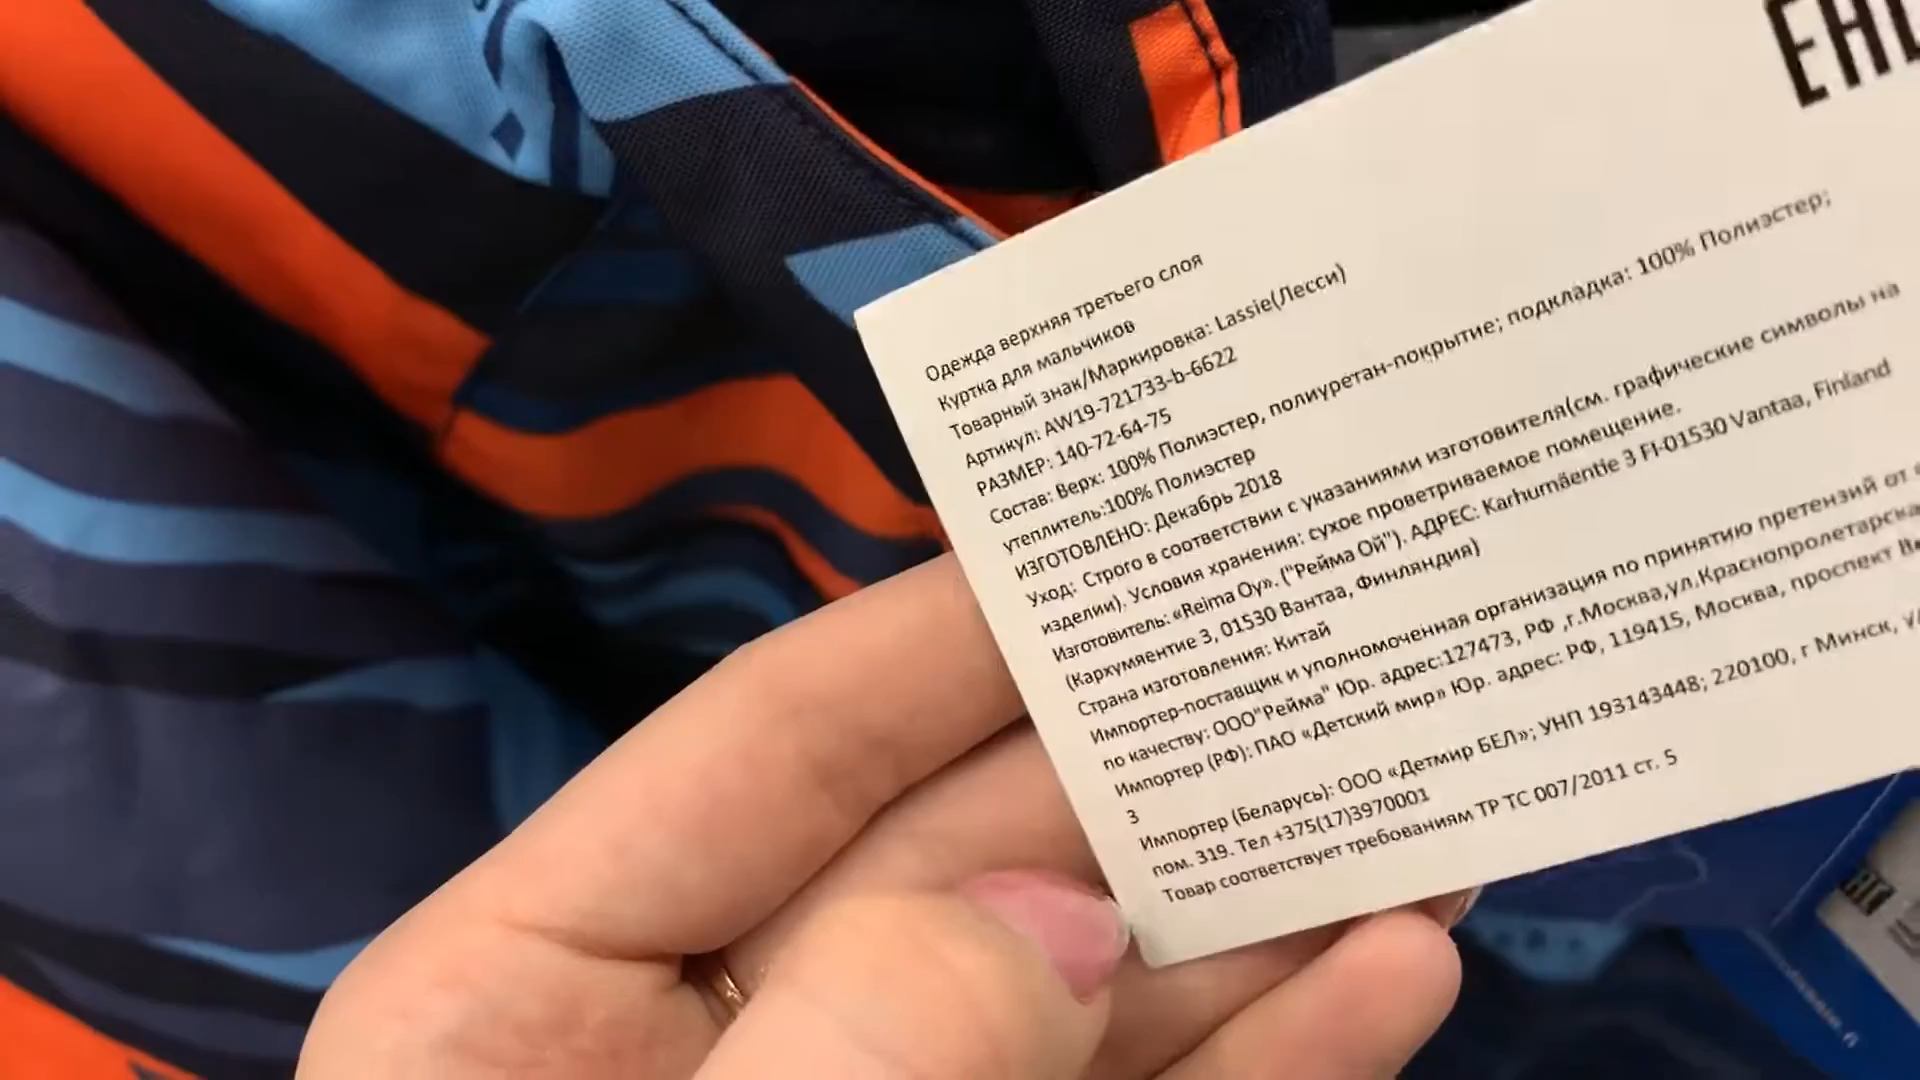 EAC
Одежда верхняя третьего слоя
Куртка для мальчиков
Товарный знак/Маркировка: Lassie(Лесси)
Артикул: AW19-721733-b-6622
РАЗМЕР: 140-72-64-75
Состав: Верх: 100% Полиэстер, полиуретан-покрытие; подкладка: 100% Полиэстер;
утеплитель:100% Полиэстер
ИЗГОТОВЛЕНО: Декабрь 2018
Уход: Строго в соответствии с указаниями изготовителя(см. графические символы на
изделии). Условия хранения: сухое проветриваемое помещение.
Изготовитель: «Reima Oy». ("Рейма Ой"). АДРЕС: Karhumäentie 3 FI-01530 Vantaa, Finland
(Кархумяентие 3, 01530 Вантаа, Финляндия)
Страна изготовления: Китай
Импортер-поставщик и уполномоченная организация по принятию претензий от
по качеству: ООО"Рейма" Юр. адрес:127473, РФ ,г.Москва,ул.Краснопролетарска
Импортер (РФ): ПАО «Детский мир» Юр. адрес: РФ, 119415, Москва, проспект
3
Импортер (Беларусь): ООО «Детмир БЕЛ»; УНП 193143448; 220100, г Минск,
пом. 319. Тел +375(17)3970001
Товар соответствует требованиям ТР ТС 007/2011 ст. 5
EAC